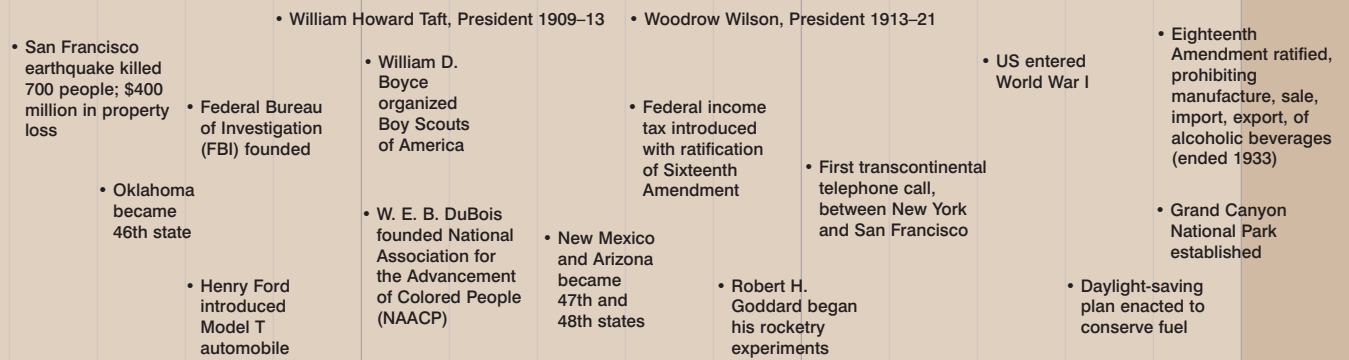 • William Howard Taft, President 1909–13
• Woodrow Wilson, President 1913–21
• San Francisco
earthquake killed
700 people; $400
million in property
loss
• Federal Bureau
of Investigation
(FBI) founded
• Oklahoma
became
46th state
• Henry Ford
introduced
Model T
automobile
• William D.
Boyce
organized
Boy Scouts
of America
• W. E. B. DuBois
founded National
Association for
the Advancement
of Colored People
(NAACP)
• New Mexico
and Arizona
became
47th and
48th states
• Federal income
tax introduced
with ratification
of Sixteenth
Amendment
• Robert H.
Goddard began
his rocketry
experiments
• First transcontinental
telephone call,
between New York
and San Francisco
• US entered
World War I
• Daylight-saving
plan enacted to
conserve fuel
• Eighteenth
Amendment ratified,
prohibiting
manufacture, sale,
import, export, of
alcoholic beverages
(ended 1933)
• Grand Canyon
National Park
established